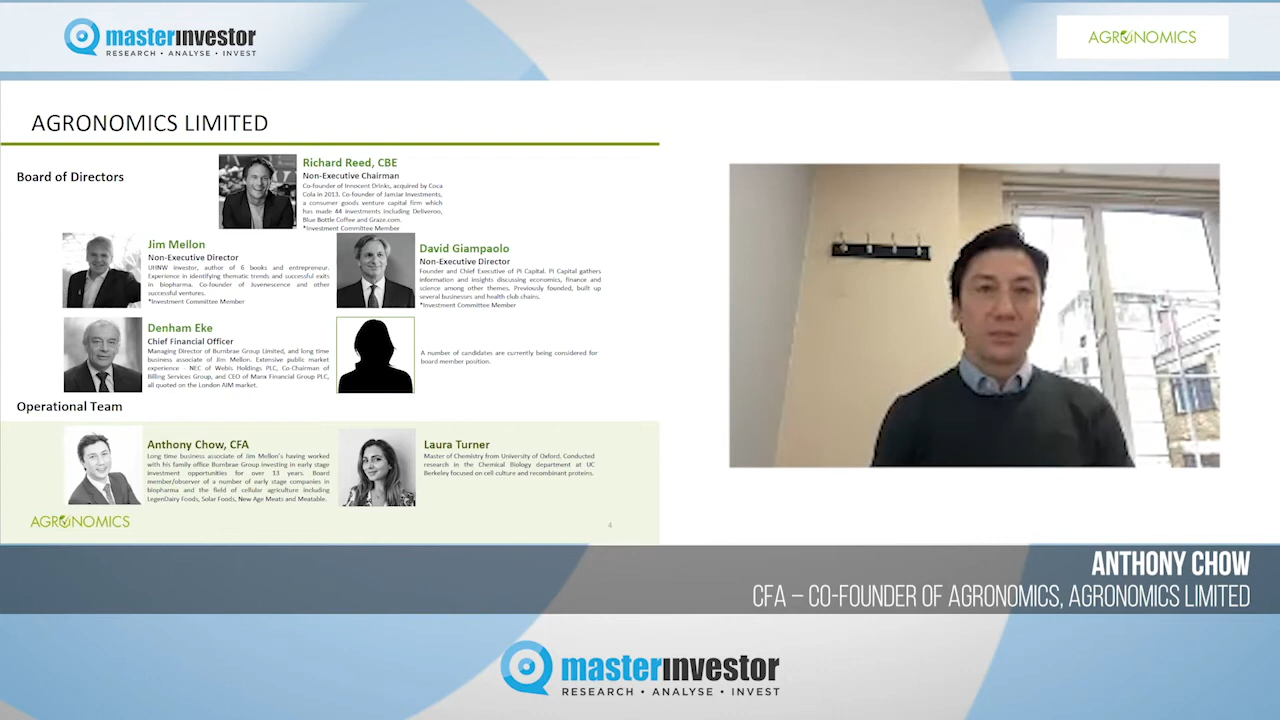 masterinvestor
RESEARCH • ANALYSE • INVEST
AGRONOMICS
AGRONOMICS LIMITED
Board of Directors
Richard Reed, CBE
Non-Executive Chairman
Co-founder of Innocent Drinks, acquired by Coca
Cola in 2013. Co-founder of JamJar Investments,
a consumer goods venture capital firm which
has made 44 investments including Deliveroo,
Blue Bottle Coffee and Graze.com.
*Investment Committee Member
Jim Mellon
Non-Executive Director
UHNW investor, author of 6 books and entrepreneur.
Experience in identifying thematic trends and successful exits
in biopharma. Co-founder of Juvenescence and other
successful ventures.
*Investment Committee Member
David Giampaolo
Non-Executive Director
Founder and Chief Executive of Pi Capital. Pi Capital gathers
information and insights discussing economics, finance and
science among other themes. Previously founded, built up
several businesses and health club chains.
*Investment Committee Member
Denham Eke
Chief Financial Officer
Managing Director of Burnbrae Group Limited, and long time
business associate of Jim Mellon. Extensive public market
experience - NEC of Webis Holdings PLC, Co-Chairman of
Billing Services Group, and CEO of Manx Financial Group PLC,
all quoted on the London AIM market.
A number of candidates are currently being considered for
board member position.
Operational Team
Anthony Chow, CFA
Long time business associate of Jim Mellon's having worked
with his family office Burnbrae Group investing in early stage
investment opportunities for over 13 years. Board
member/observer of a number of early stage companies in
biopharma and the field of cellular agriculture including
LegenDairy Foods, Solar Foods, New Age Meats and Meatable.
Laura Turner
Master of Chemistry from University of Oxford. Conducted
research in the Chemical Biology department at UC
Berkeley focused on cell culture and recombinant proteins.
AGRONOMICS
4
ANTHONY CHOW
CFA – CO-FOUNDER OF AGRONOMICS, AGRONOMICS LIMITED
masterinvestor
RESEARCH • ANALYSE • INVEST